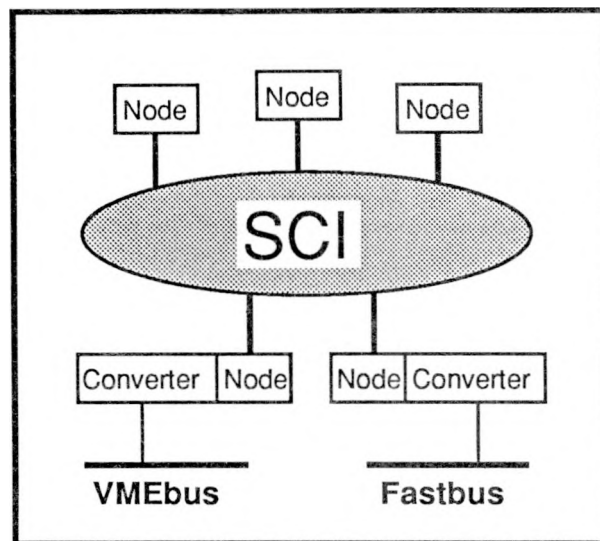 Node
Node
Node
SCI
Converter Node
Node Converter
VMEbus
Fastbus